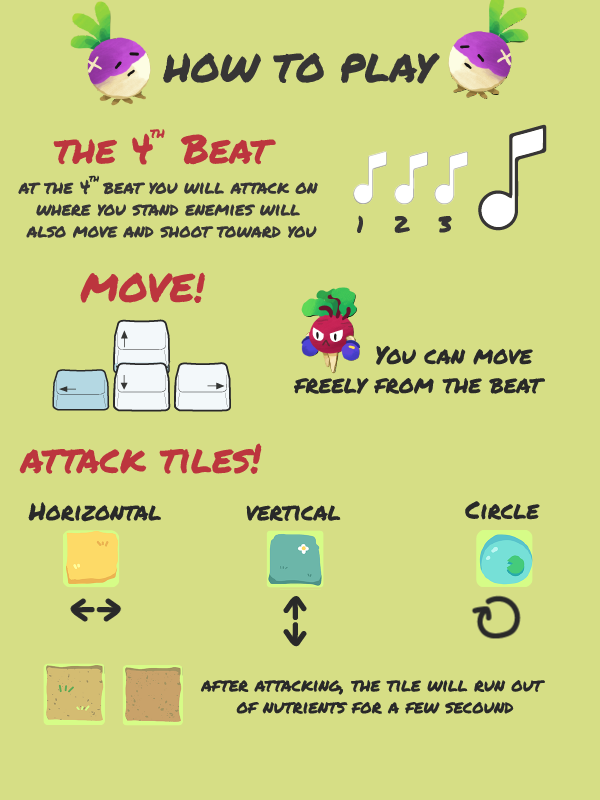 HOW TO PLAY
THE 4TH BEAT
AT THE 4TH BEAT YOU WILL ATTACK ON
WHERE YOU STAND ENEMIES WILL
ALSO MOVE AND SHOOT TOWARD YOU
1 2 3
MOVE!
YOU CAN MOVE
FREELY FROM THE BEAT
ATTACK TILES!
HORIZONTAL
VERTICAL
CIRCLE
AFTER ATTACKING, THE TILE WILL RUN OUT
OF NUTRIENTS FOR A FEW SECOUND